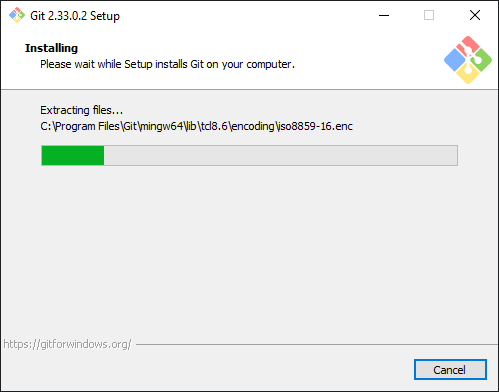 Git 2.33.0.2 Setup
Installing
Please wait while Setup installs Git on your computer.
Extracting files...
C:\Program Files\Git\mingw64\lib\tcl8.6\encoding\iso8859-16.enc
https://gitforwindows.org/
Cancel